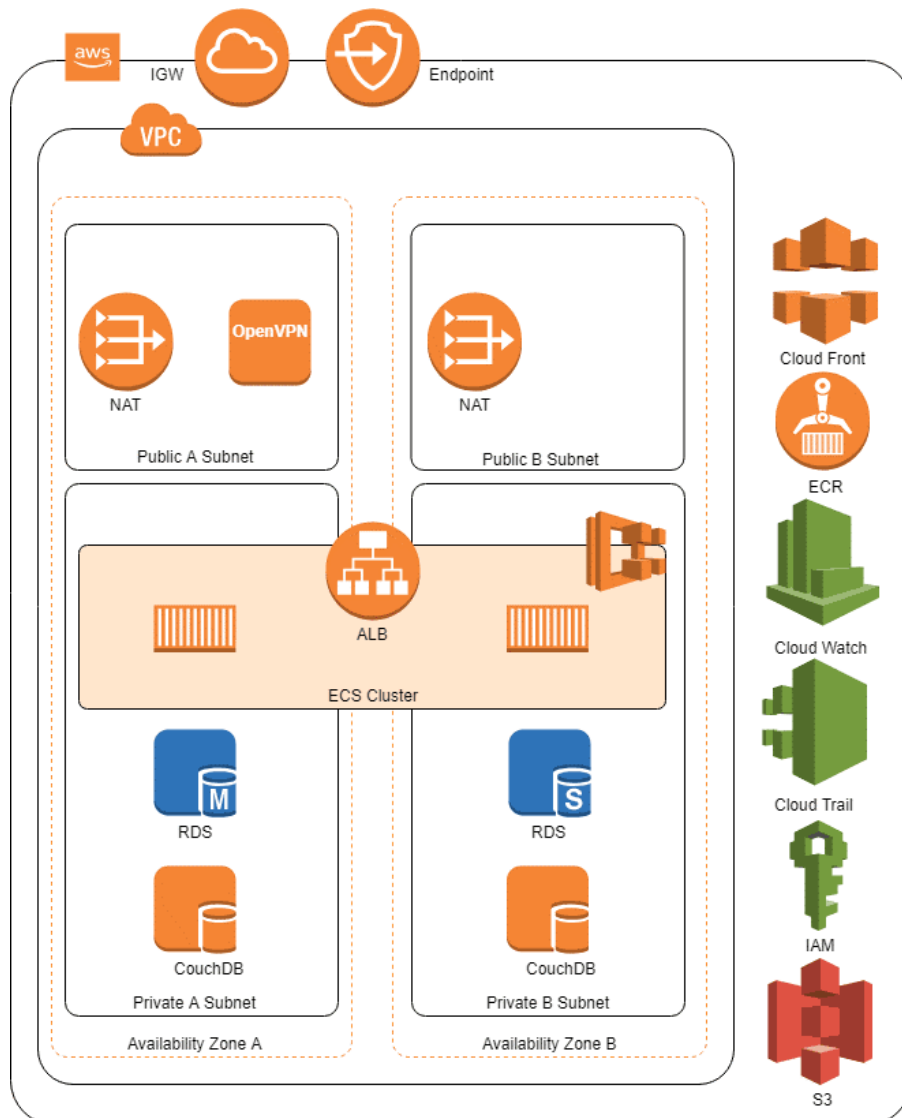 aws
IGW
Endpoint
VPC
OpenVPN
NAT
NAT
Public A Subnet
Public B Subnet
Cloud Front
ECR
ALB
ECS Cluster
Cloud Watch
M
S
RDS
RDS
Cloud Trail
CouchDB
CouchDB
IAM
Private A Subnet
Private B Subnet
Availability Zone A
Availability Zone B
S3